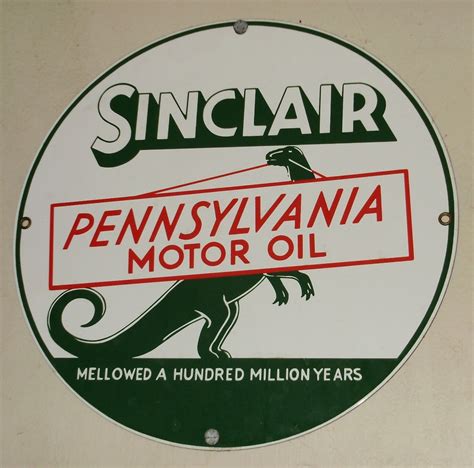 SINCLAIR
PENNSYLVANIA
MOTOR OIL
MELLOWED A HUNDRED MILLION YEARS